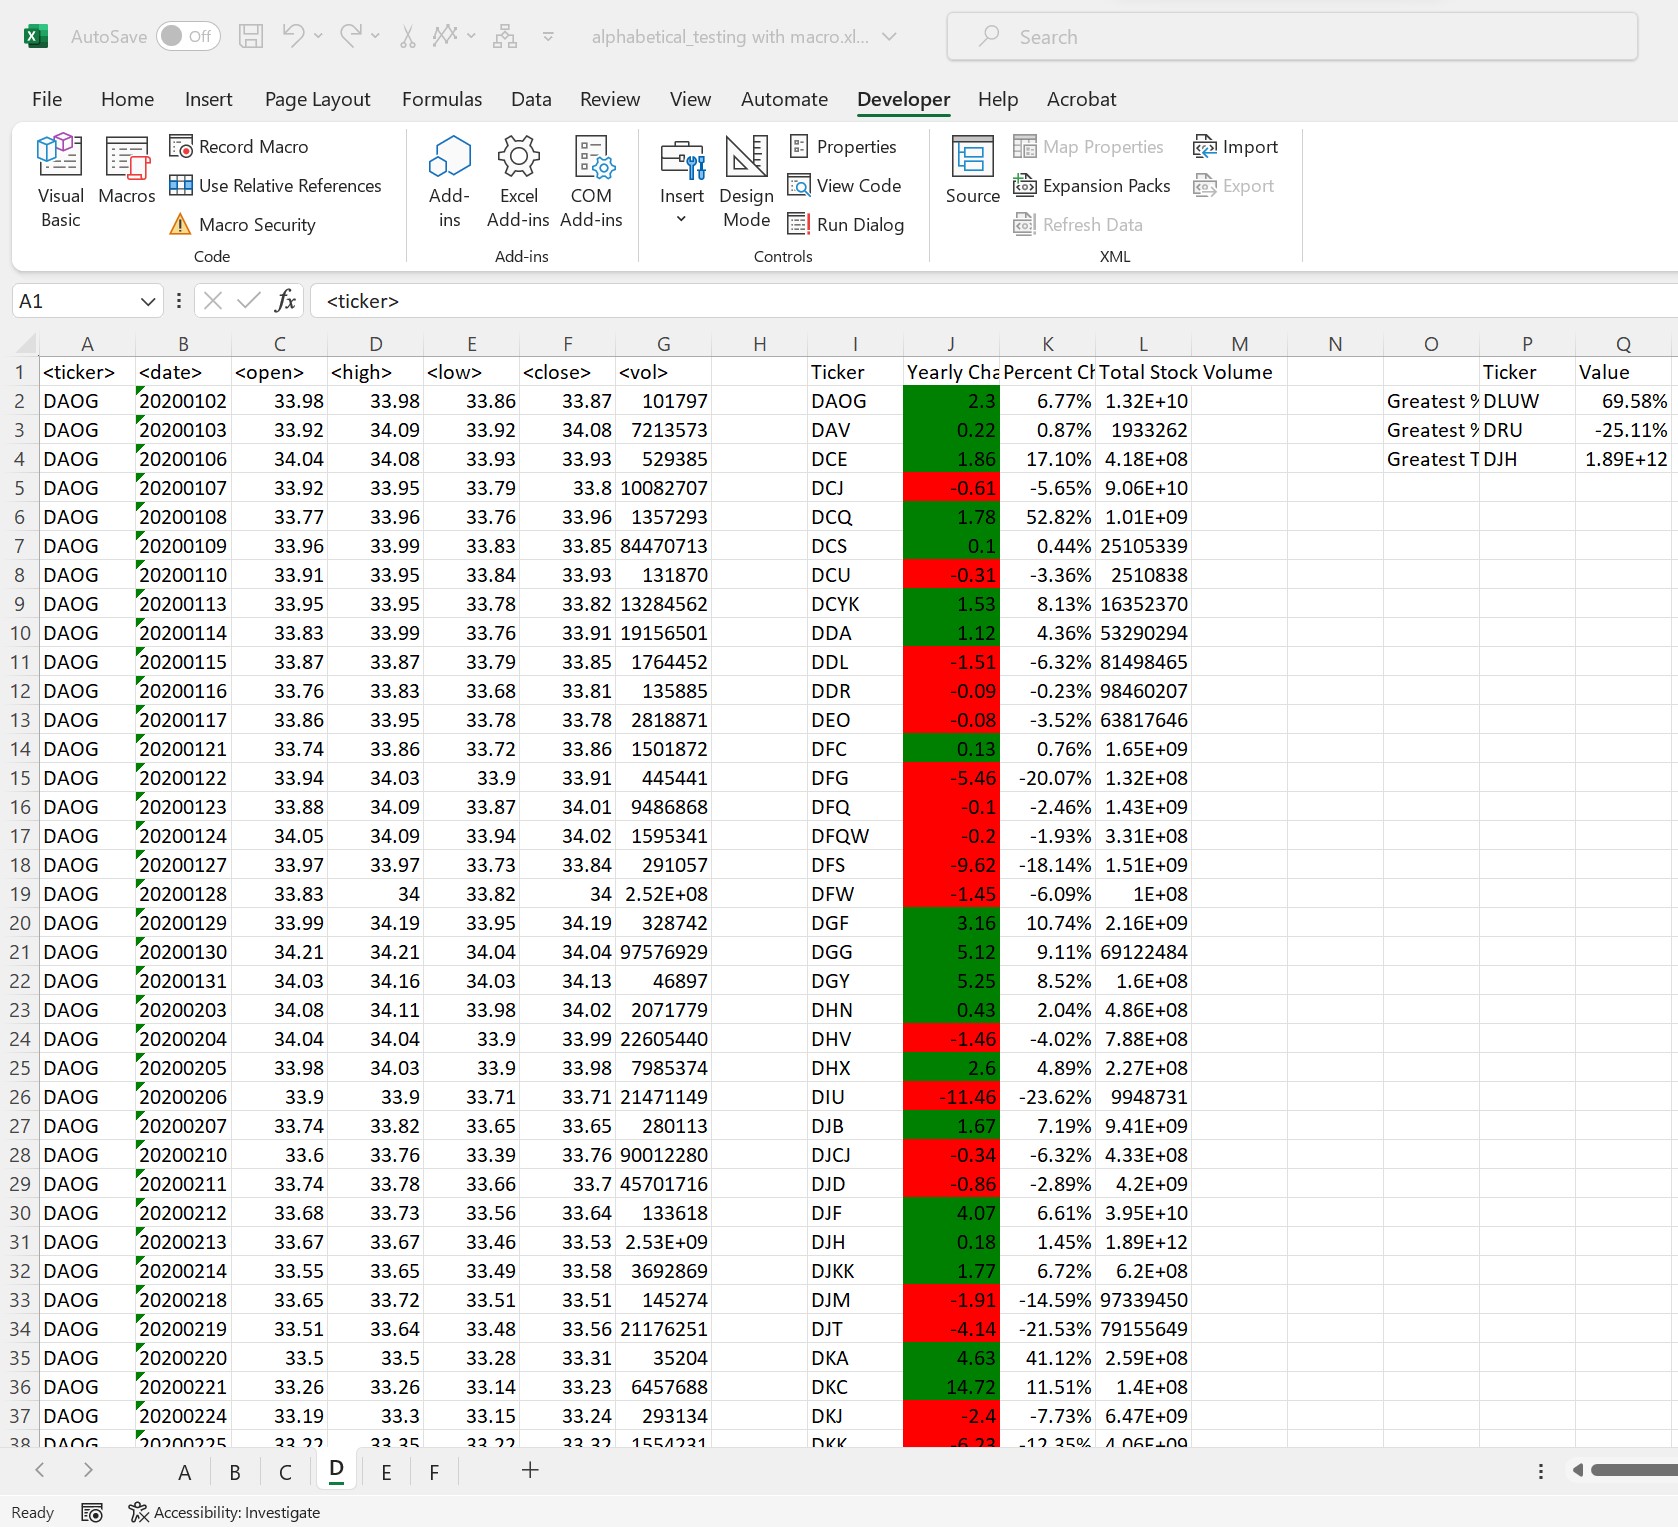 AutoSave Off alphabetical_testing with macro.xl... Search
File Home Insert Page Layout Formulas Data Review View Automate Developer Help Acrobat
Visual Basic
Macros
Record Macro
Use Relative References
Macro Security
Code
Add-ins
Excel Add-ins
COM Add-ins
Add-ins
Insert
Design Mode
Properties
View Code
Run Dialog
Controls
Source
Map Properties
Expansion Packs
Refresh Data
Import
Export
XML
A1 fx <ticker>
A B C D E F G H I J K L M N O P Q
1 <ticker> <date> <open> <high> <low> <close> <vol> Ticker Yearly Cha Percent Ch Total Stock Volume Ticker Value
2 DAOG 20200102 33.98 33.98 33.86 33.87 101797 DAOG 2.3 6.77% 1.32E+10 Greatest % DLUW 69.58%
3 DAOG 20200103 33.92 34.09 33.92 34.08 7213573 DAV 0.22 0.87% 1933262 Greatest % DRU -25.11%
4 DAOG 20200106 34.04 34.08 33.93 33.93 529385 DCE 1.86 17.10% 4.18E+08 Greatest T DJH 1.89E+12
5 DAOG 20200107 33.92 33.95 33.79 33.8 10082707 DCJ -0.61 -5.65% 9.06E+10
6 DAOG 20200108 33.77 33.96 33.76 33.96 1357293 DCQ 1.78 52.82% 1.01E+09
7 DAOG 20200109 33.96 33.99 33.83 33.85 84470713 DCS 0.1 0.44% 25105339
8 DAOG 20200110 33.91 33.95 33.84 33.93 131870 DCU -0.31 -3.36% 2510838
9 DAOG 20200113 33.95 33.95 33.78 33.82 13284562 DCYK 1.53 8.13% 16352370
10 DAOG 20200114 33.83 33.99 33.76 33.91 19156501 DDA 1.12 4.36% 53290294
11 DAOG 20200115 33.87 33.87 33.79 33.85 1764452 DDL -1.51 -6.32% 81498465
12 DAOG 20200116 33.76 33.83 33.68 33.81 135885 DDR -0.09 -0.23% 98460207
13 DAOG 20200117 33.86 33.95 33.78 33.78 2818871 DEO -0.08 -3.52% 63817646
14 DAOG 20200121 33.74 33.86 33.72 33.86 1501872 DFC 0.13 0.76% 1.65E+09
15 DAOG 20200122 33.94 34.03 33.9 33.91 445441 DFG -5.46 -20.07% 1.32E+08
16 DAOG 20200123 33.88 34.09 33.87 34.01 9486868 DFQ -0.1 -2.46% 1.43E+09
17 DAOG 20200124 34.05 34.09 33.94 34.02 1595341 DFQW -0.2 -1.93% 3.31E+08
18 DAOG 20200127 33.97 33.97 33.73 33.84 291057 DFS -9.62 -18.14% 1.51E+09
19 DAOG 20200128 33.83 34 33.82 34 2.52E+08 DFW -1.45 -6.09% 1E+08
20 DAOG 20200129 33.99 34.19 33.95 34.19 328742 DGF 3.16 10.74% 2.16E+09
21 DAOG 20200130 34.21 34.21 34.04 34.04 97576929 DGG 5.12 9.11% 69122484
22 DAOG 20200131 34.03 34.16 34.03 34.13 46897 DGY 5.25 8.52% 1.6E+08
23 DAOG 20200203 34.08 34.11 33.98 34.02 2071779 DHN 0.43 2.04% 4.86E+08
24 DAOG 20200204 34.04 34.04 33.9 33.99 22605440 DHV -1.46 -4.02% 7.88E+08
25 DAOG 20200205 33.98 34.03 33.9 33.98 7985374 DHX 2.6 4.89% 2.27E+08
26 DAOG 20200206 33.9 33.9 33.71 33.71 21471149 DIU -11.46 -23.62% 9948731
27 DAOG 20200207 33.74 33.82 33.65 33.65 280113 DJB 1.67 7.19% 9.41E+09
28 DAOG 20200210 33.6 33.76 33.39 33.76 90012280 DJCJ -0.34 -6.32% 4.33E+08
29 DAOG 20200211 33.74 33.78 33.66 33.7 45701716 DJD -0.86 -2.89% 4.2E+09
30 DAOG 20200212 33.68 33.73 33.56 33.64 133618 DJF 4.07 6.61% 3.95E+10
31 DAOG 20200213 33.67 33.67 33.46 33.53 2.53E+09 DJH 0.18 1.45% 1.89E+12
32 DAOG 20200214 33.55 33.65 33.49 33.58 3692869 DJKK 1.77 6.72% 6.2E+08
33 DAOG 20200218 33.65 33.72 33.51 33.51 145274 DJM -1.91 -14.59% 97339450
34 DAOG 20200219 33.51 33.64 33.48 33.56 21176251 DJT -4.14 -21.53% 79155649
35 DAOG 20200220 33.5 33.5 33.28 33.31 35204 DKA 4.63 41.12% 2.59E+08
36 DAOG 20200221 33.26 33.26 33.14 33.23 6457688 DKC 14.72 11.51% 1.4E+08
37 DAOG 20200224 33.19 33.3 33.15 33.24 293134 DKJ -2.4 -7.73% 6.47E+09
38 DAOG 20200225 33.22 33.35 33.22 33.32 1554231 DKK -6.23 -12.35% 4.06E+09
A B C D E F
Ready Accessibility: Investigate